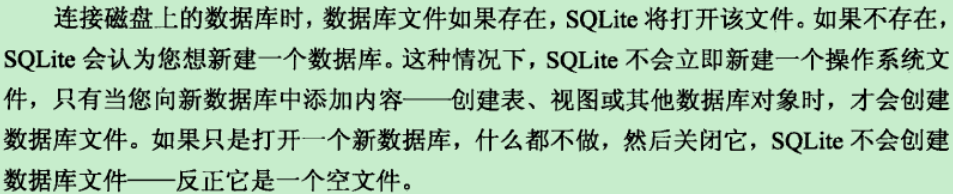 连接磁盘上的数据库时，数据库文件如果存在，SQLite 将打开该文件。如果不存在，
SQLite 会认为您想新建一个数据库。这种情况下，SQLite 不会立即新建一个操作系统文
件，只有当您向新数据库中添加内容——创建表、视图或其他数据库对象时，才会创建
数据库文件。如果只是打开一个新数据库，什么都不做，然后关闭它，SQLite 不会创建
数据库文件——反正它是一个空文件。